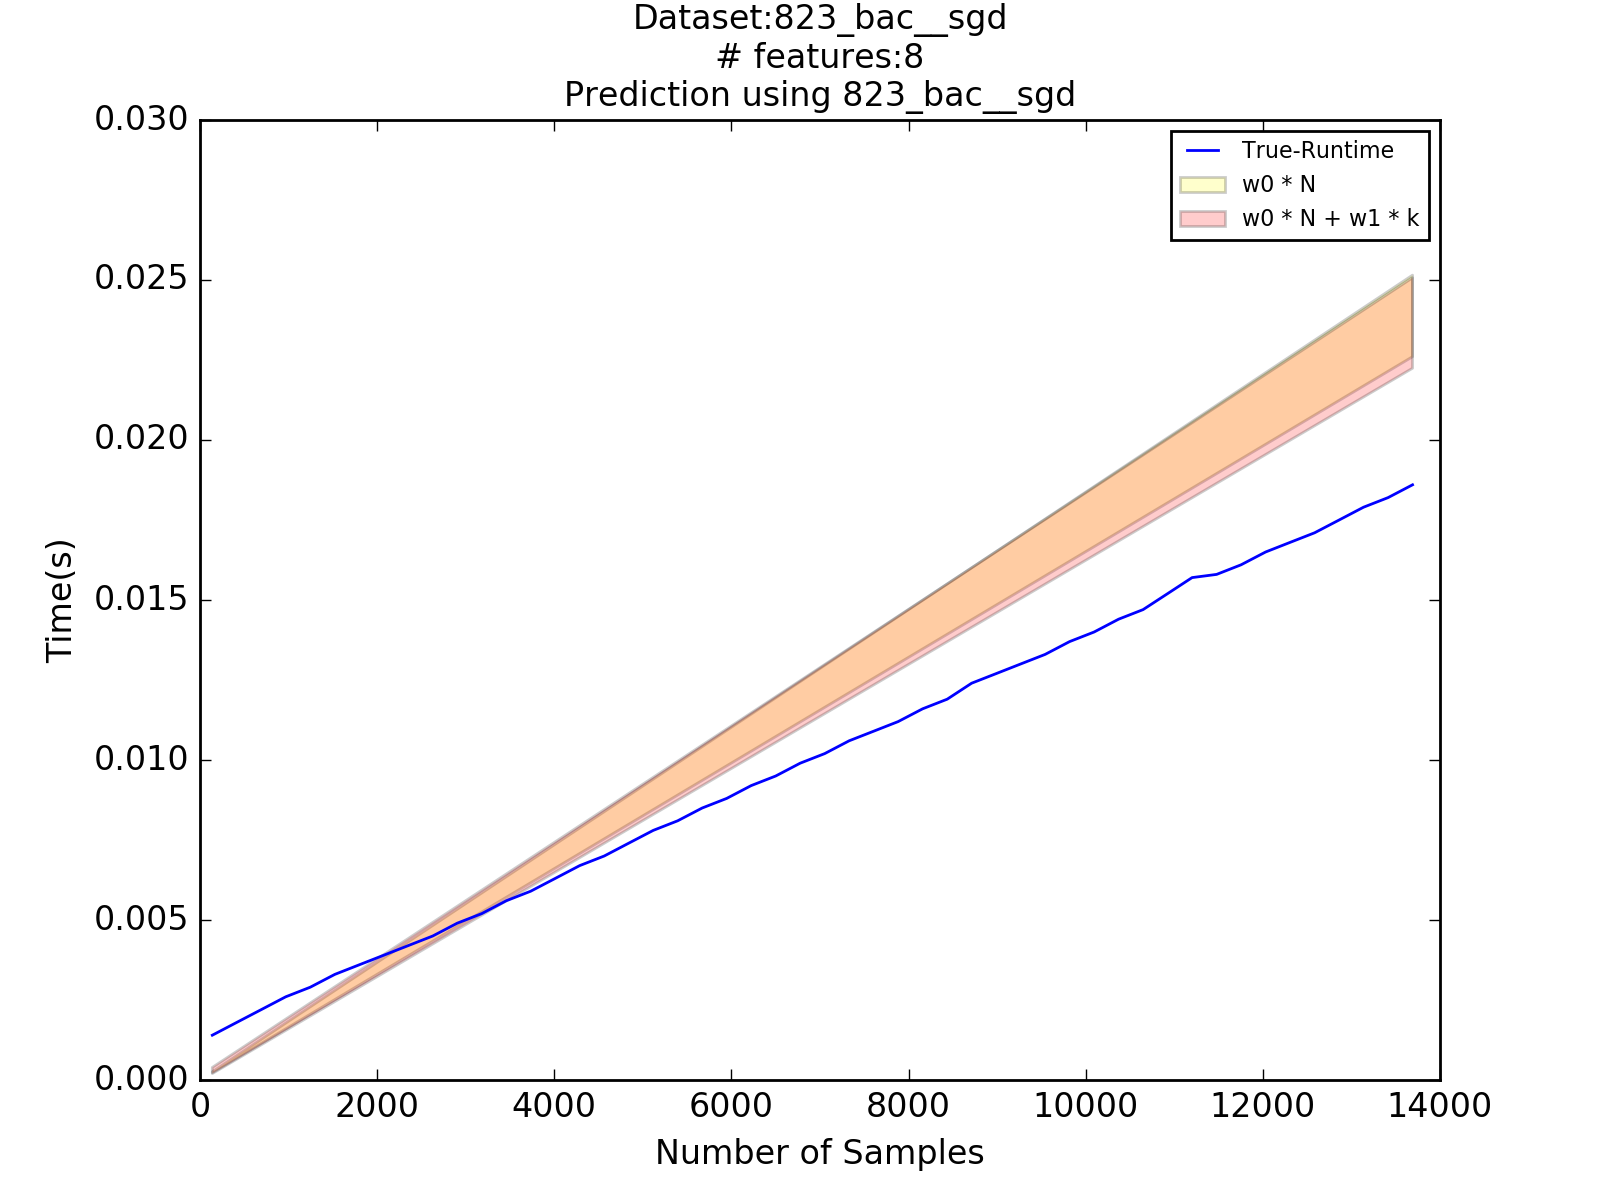 Dataset:823_bac__sgd
# features:8
Prediction using 823_bac__sgd
0.030
0.025
0.020
0.015
0.010
0.005
0.000
Time(s)
True-Runtime
w0 * N
w0 * N + w1 * k
0 2000 4000 6000 8000 10000 12000 14000
Number of Samples